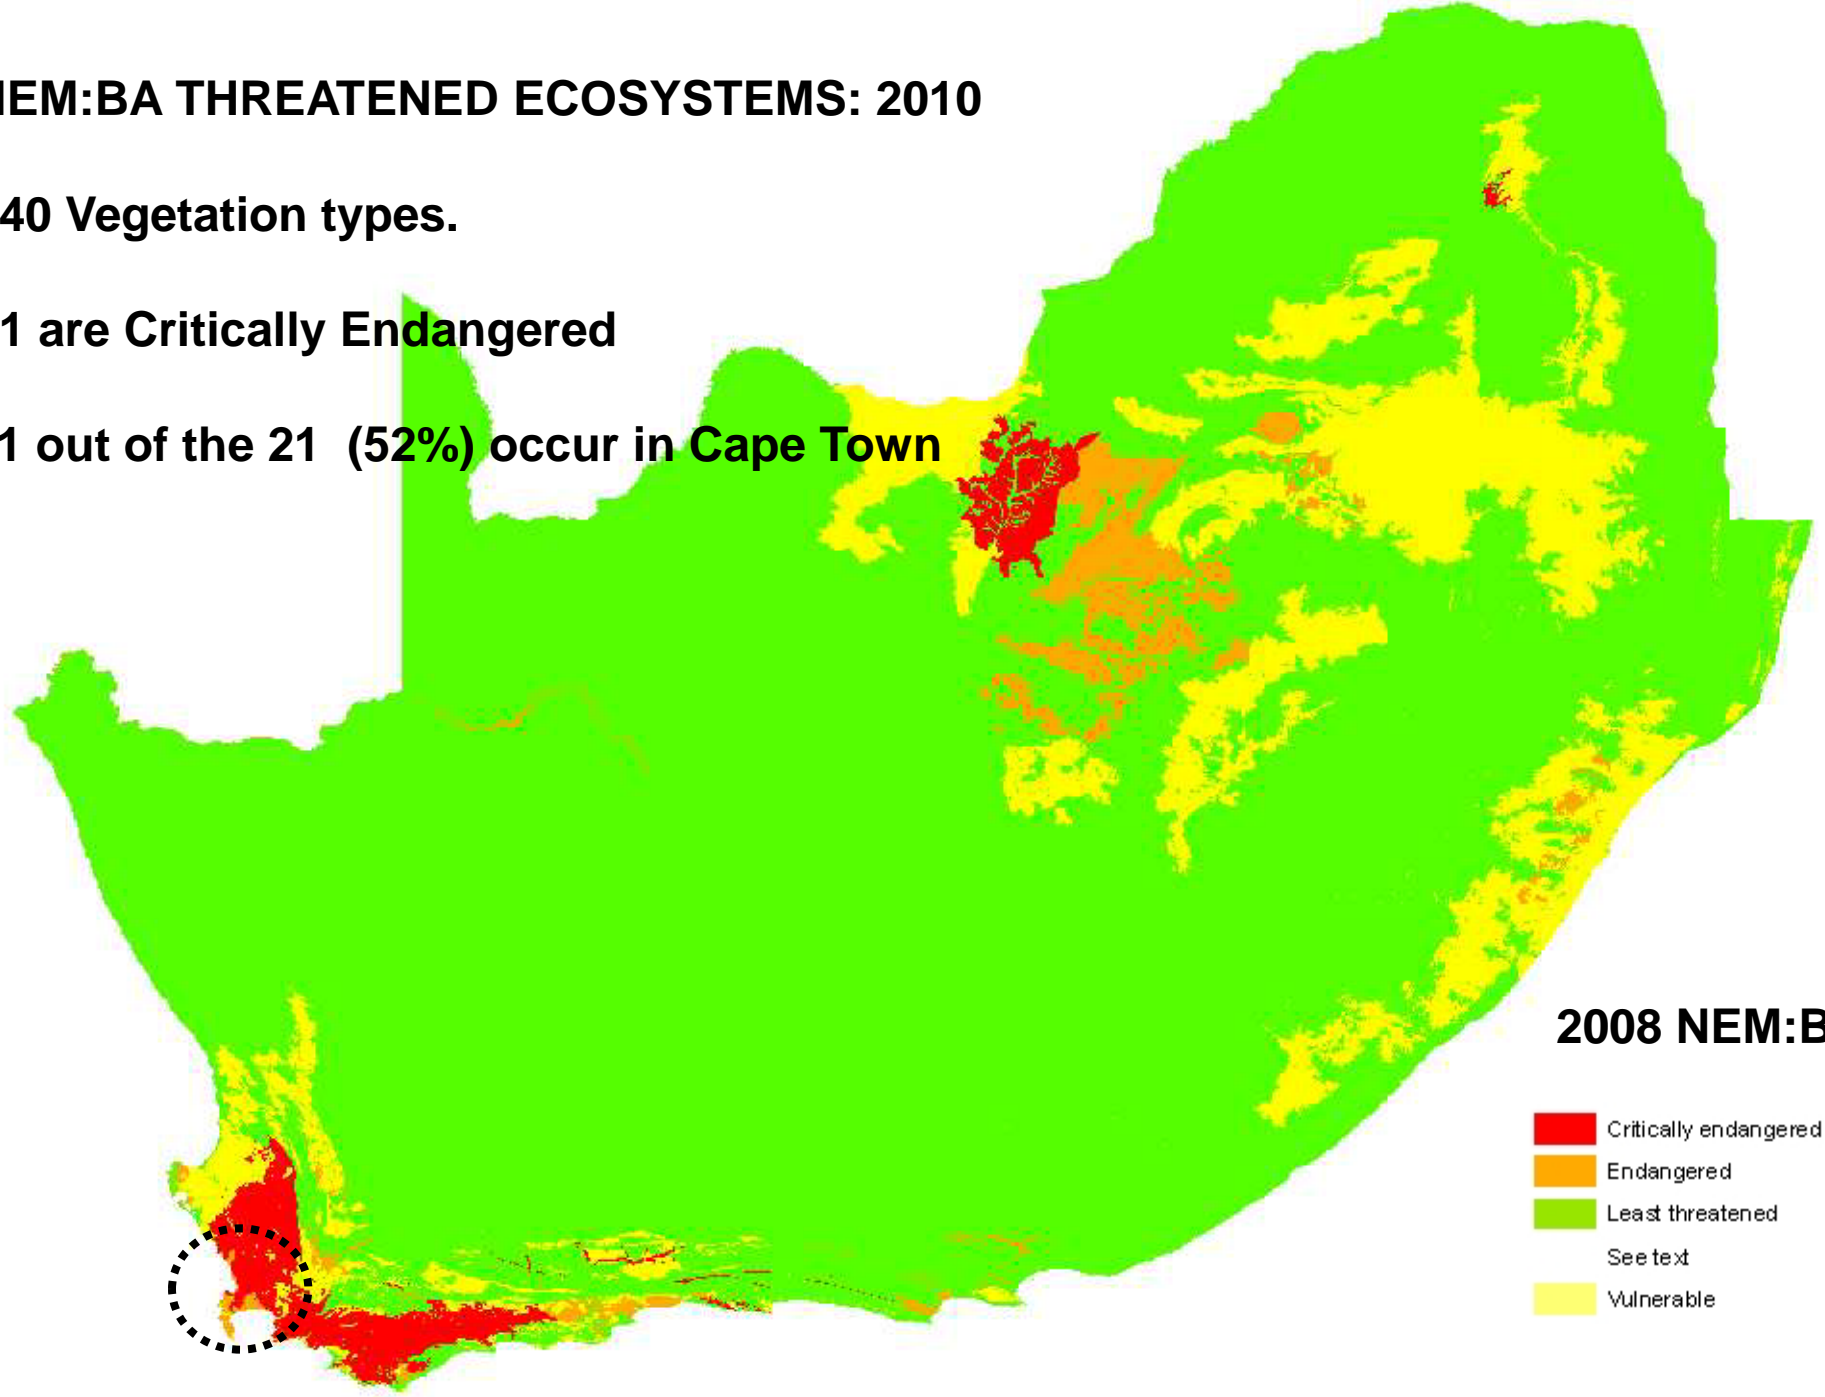 NEM:BA THREATENED ECOSYSTEMS: 2010
40 Vegetation types.
1 are Critically Endangered
1 out of the 21 (52%) occur in Cape Town
2008 NEM:B
Critically endangered
Endangered
Least threatened
See text
Vulnerable